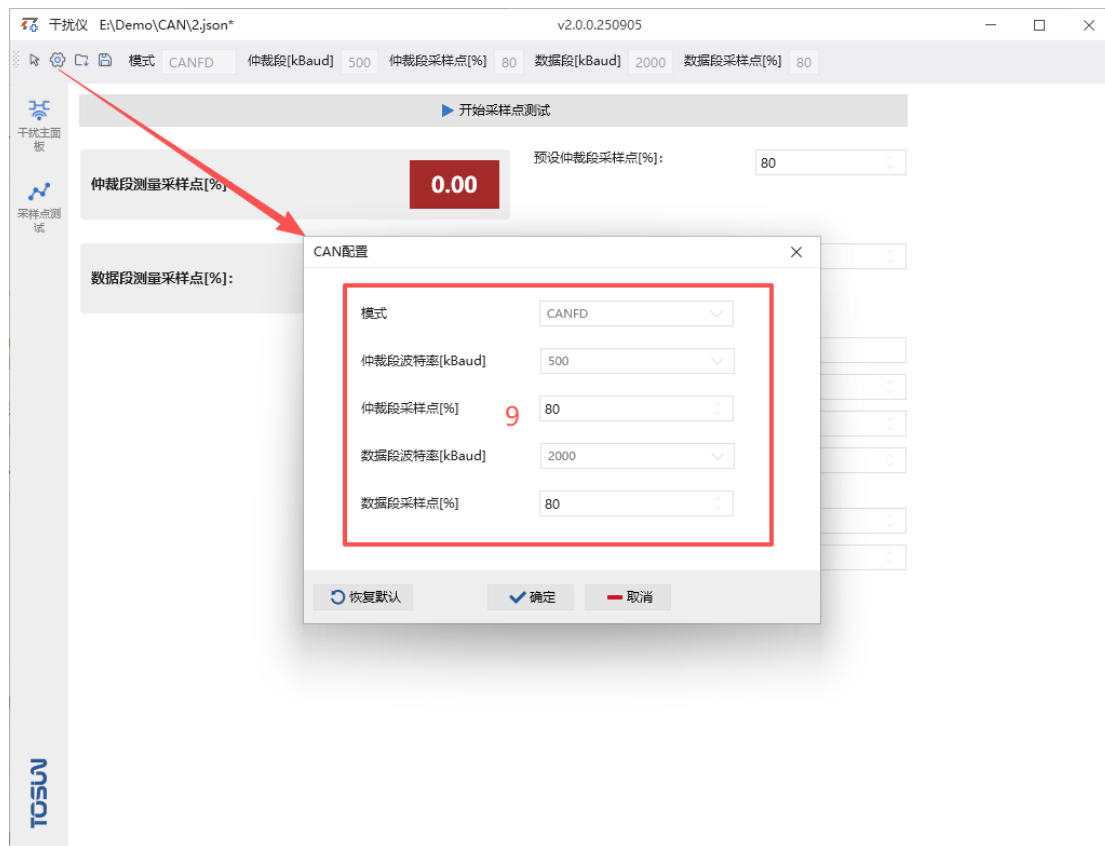 干扰仪 E:\Demo\CAN\2.json* v2.0.0.250905
模式 CANFD 仲裁段[kBaud] 500 仲裁段采样点[%] 80 数据段[kBaud] 2000 数据段采样点[%] 80
干扰主面
板
采样点测
试
开始采样点测试
仲裁段测量采样点[%]
0.00
预设仲裁段采样点[%]:
80
数据段测量采样点[%]:
CAN配置
模式 CANFD
仲裁段波特率[kBaud] 500
仲裁段采样点[%] 80
9
数据段波特率[kBaud] 2000
数据段采样点[%] 80
恢复默认 确定 取消
TOSUN